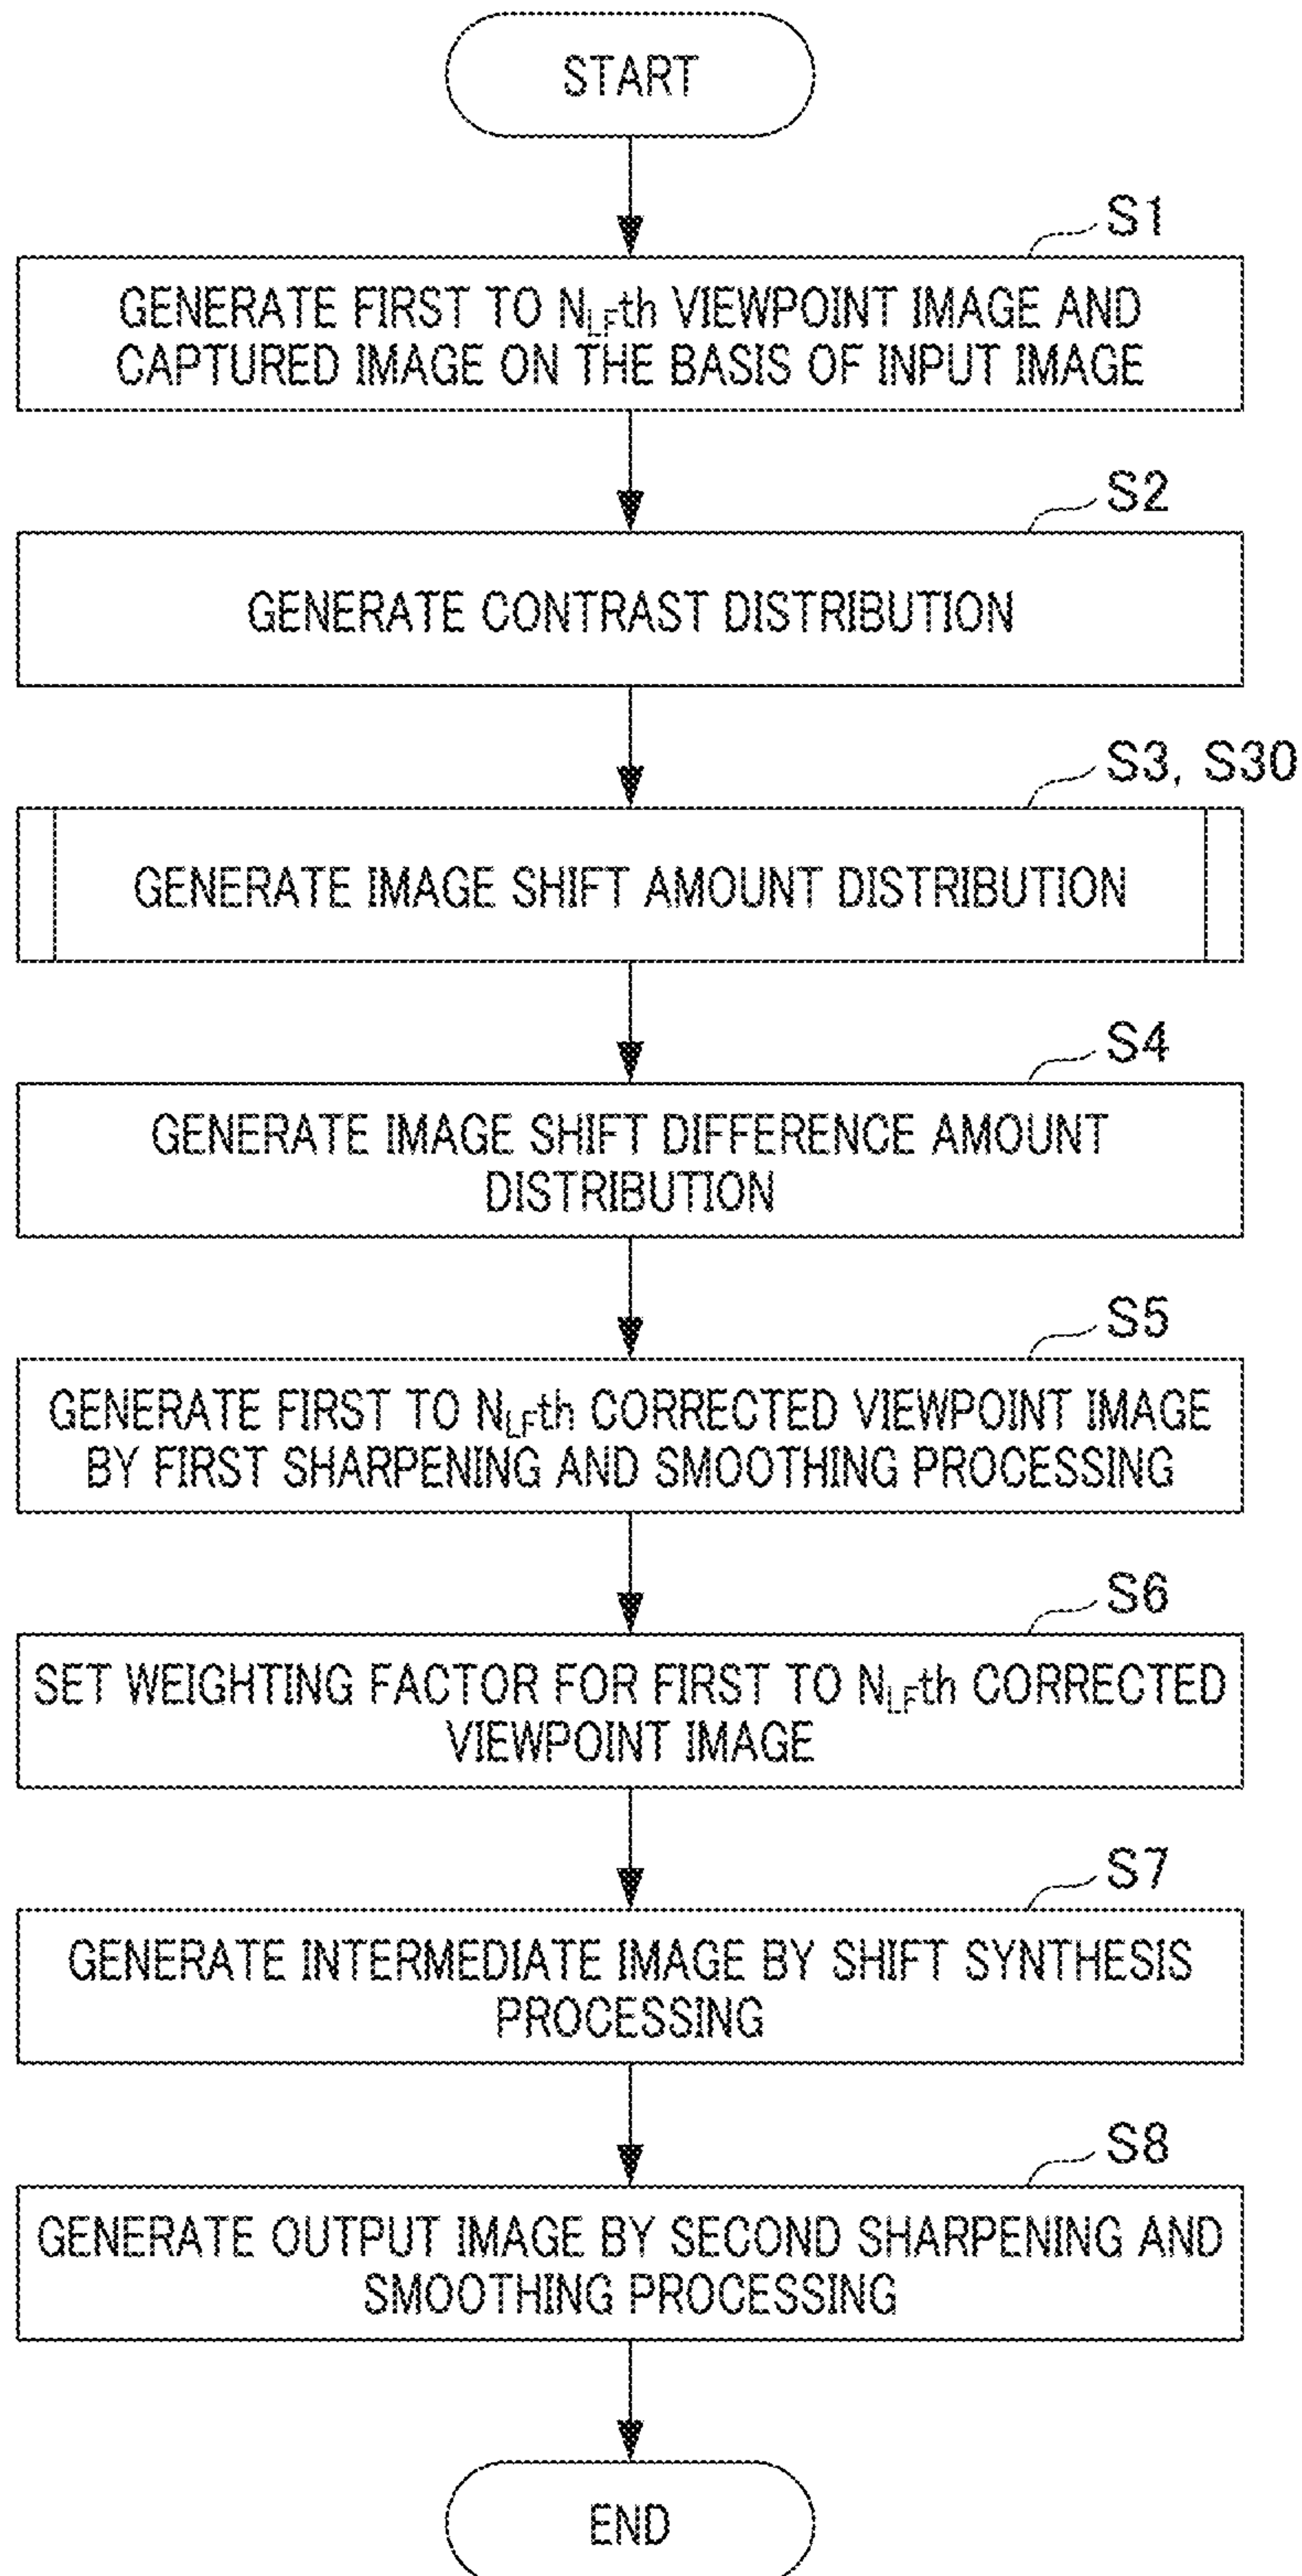 START
S1
GENERATE FIRST TO NLFth VIEWPOINT IMAGE AND
CAPTURED IMAGE ON THE BASIS OF INPUT IMAGE
S2
GENERATE CONTRAST DISTRIBUTION
S3, S30
GENERATE IMAGE SHIFT AMOUNT DISTRIBUTION
S4
GENERATE IMAGE SHIFT DIFFERENCE AMOUNT
DISTRIBUTION
S5
GENERATE FIRST TO NLFth CORRECTED VIEWPOINT IMAGE
BY FIRST SHARPENING AND SMOOTHING PROCESSING
S6
SET WEIGHTING FACTOR FOR FIRST TO NLFth CORRECTED
VIEWPOINT IMAGE
S7
GENERATE INTERMEDIATE IMAGE BY SHIFT SYNTHESIS
PROCESSING
S8
GENERATE OUTPUT IMAGE BY SECOND SHARPENING AND
SMOOTHING PROCESSING
END